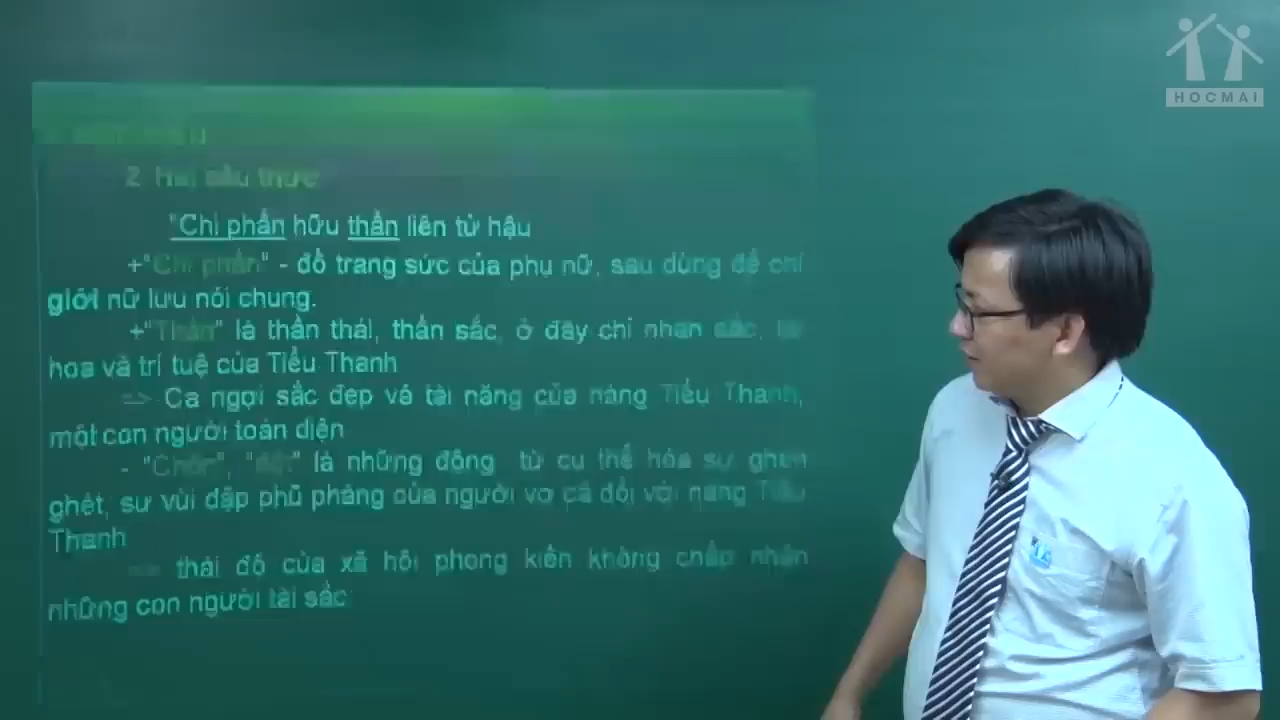 HOCMAI
2. Hai câu thực
"Chi phấn hữu thần liên tử hậu
+"Chi phấn" - đồ trang sức của phụ nữ, sau dùng để chỉ
giới nữ lưu nói chung.
+"Thần" là thần thái, thần sắc, ở đây chỉ nhan sắc,
hoa và trí tuệ của Tiểu Thanh
=> Ca ngợi sắc đẹp và tài năng của nàng Tiểu Thanh,
một con người toàn diện
- "Chôn", "đốt" là những động từ cụ thể hóa sự ghen
ghét, sự vùi dập phũ phàng của người vợ cả đối với nàng Tiểu
Thanh
=> thái độ của xã hội phong kiến không chấp nhận
những con người tài sắc